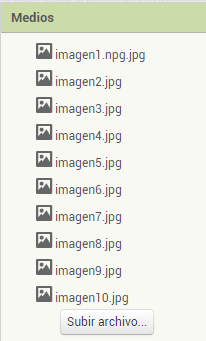 Medios
imagen1.npg.jpg
imagen2.jpg
imagen3.jpg
imagen4.jpg
imagen5.jpg
imagen6.jpg
imagen7.jpg
imagen8.jpg
imagen9.jpg
imagen10.jpg
Subir archivo...